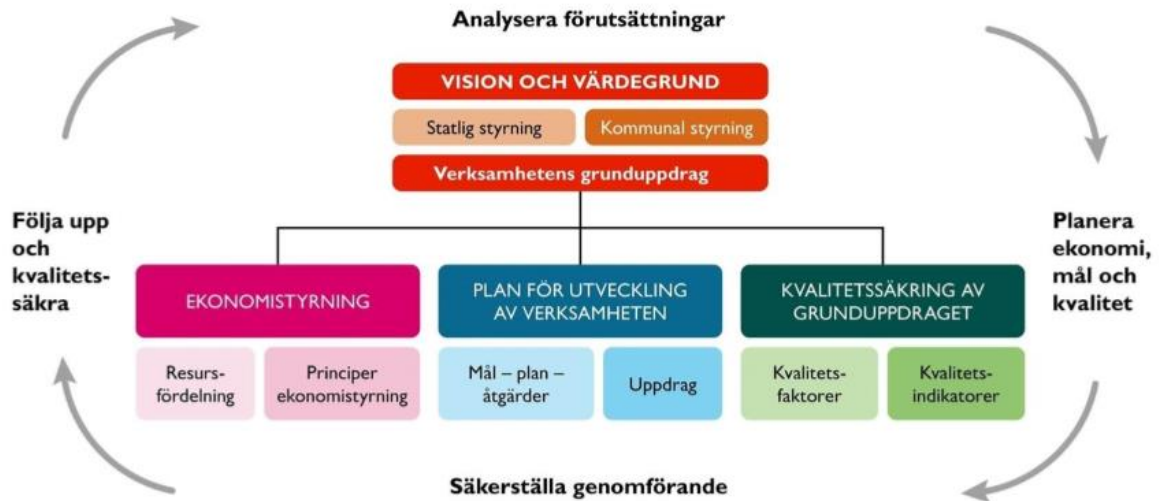 Analysera förutsättningar
VISION OCH VÄRDEGRUND
Statlig styrning
Kommunal styrning
Verksamhetens grunduppdrag
Följa upp
och
kvalitets-
säkra
Planera
ekonomi,
mål och
kvalitet
EKONOMISTYRNING
PLAN FÖR UTVECKLING
AV VERKSAMHETEN
KVALITETSSÄKRING AV
GRUNDUPPDRAGET
Resurs-
fördelning
Principer
ekonomistyrning
Mål – plan –
åtgärder
Uppdrag
Kvalitets-
faktorer
Kvalitets-
indikatorer
Säkerställa genomförande